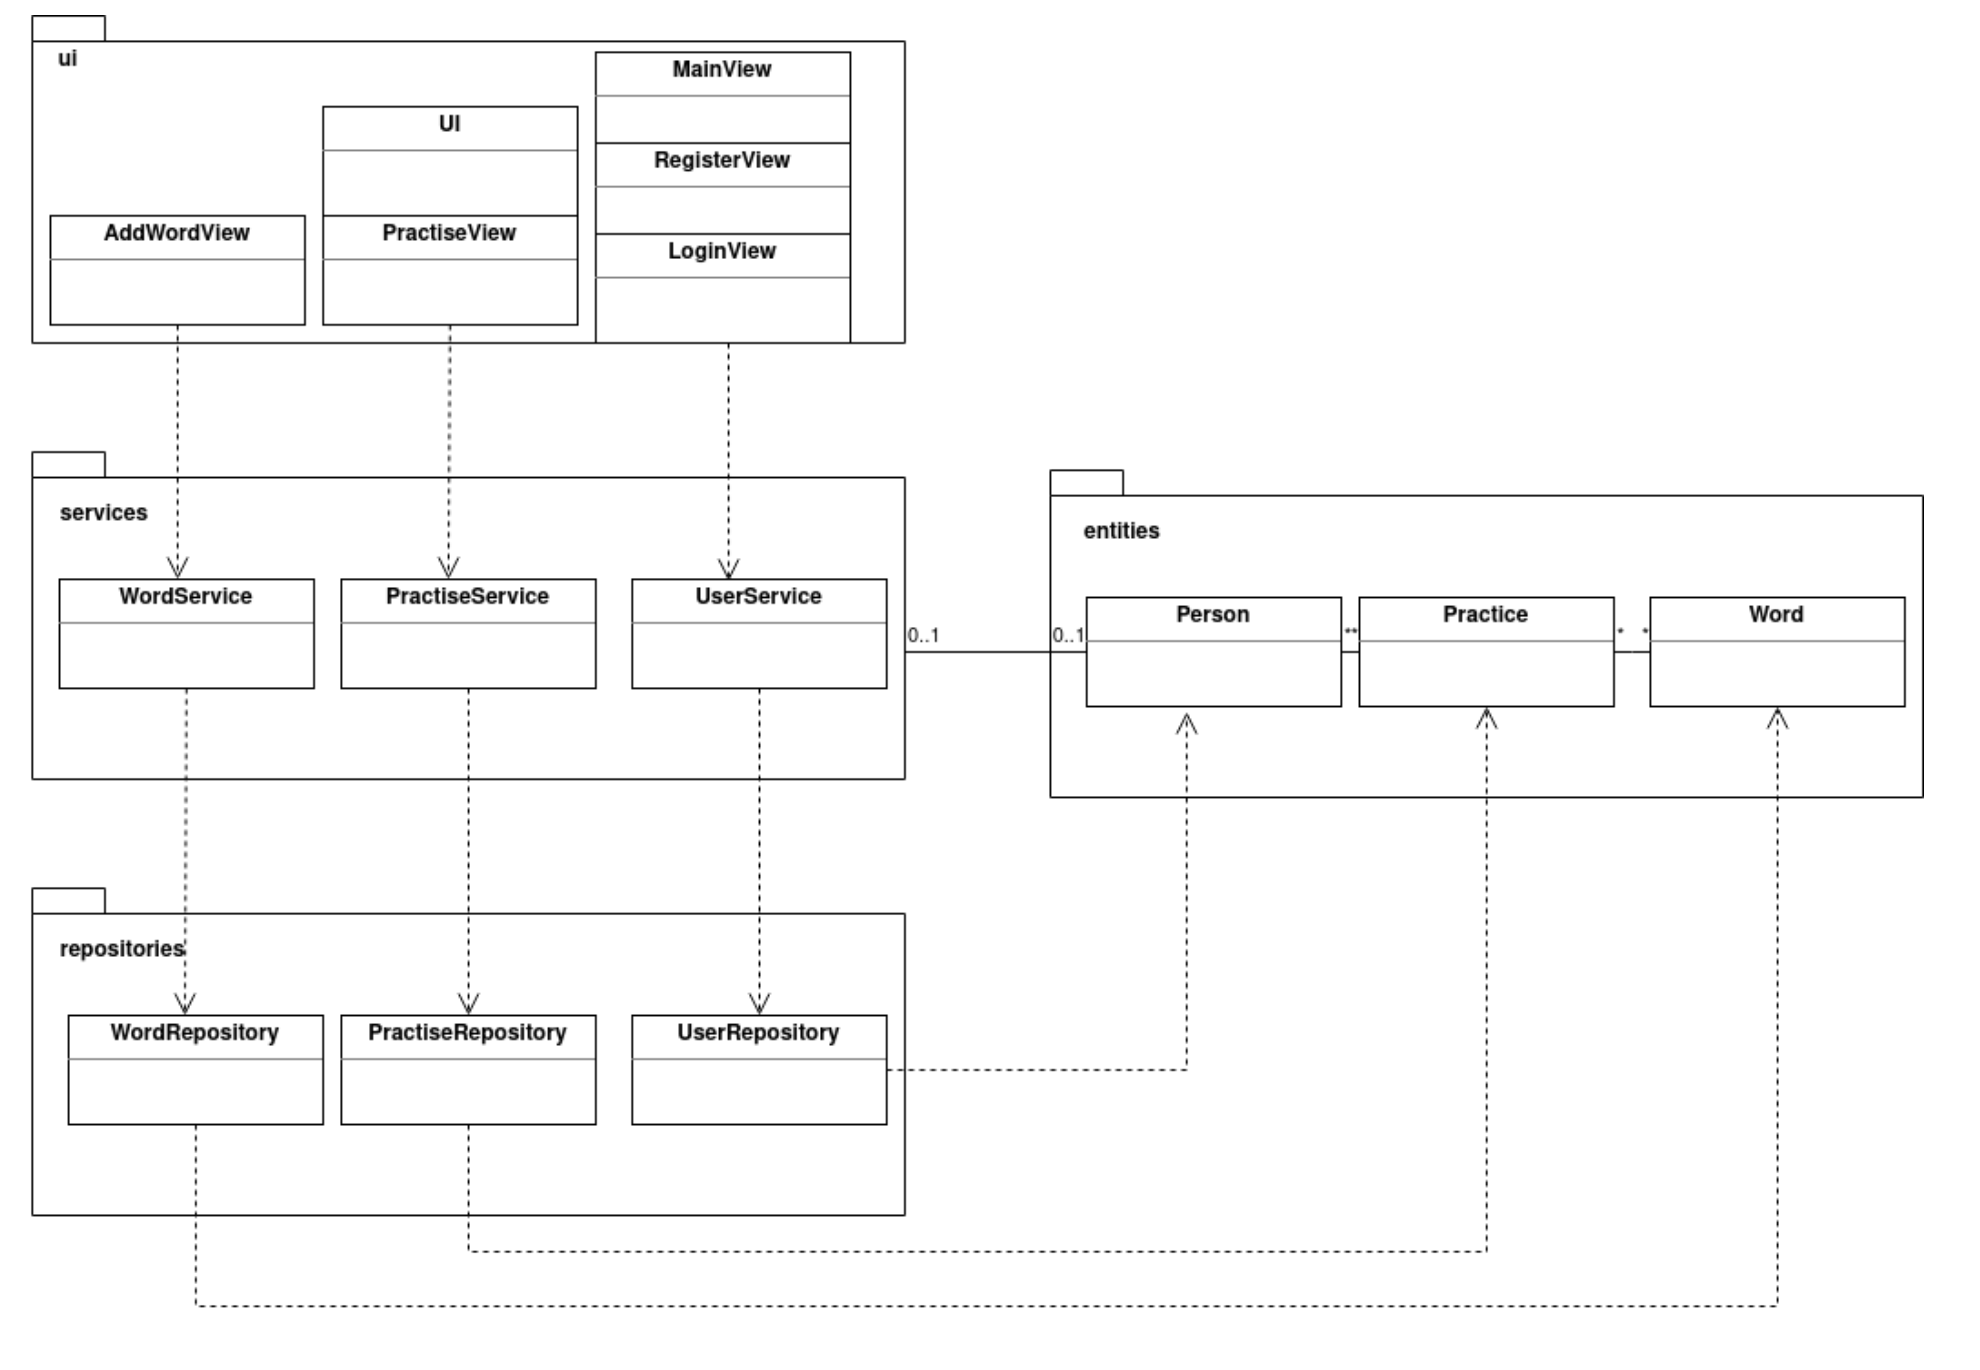 ui
MainView
UI
RegisterView
AddWordView
PractiseView
LoginView
services
entities
WordService
PractiseService
UserService
Person
Practice
Word
0..1
0..1
**
*
*
repositories
WordRepository
PractiseRepository
UserRepository